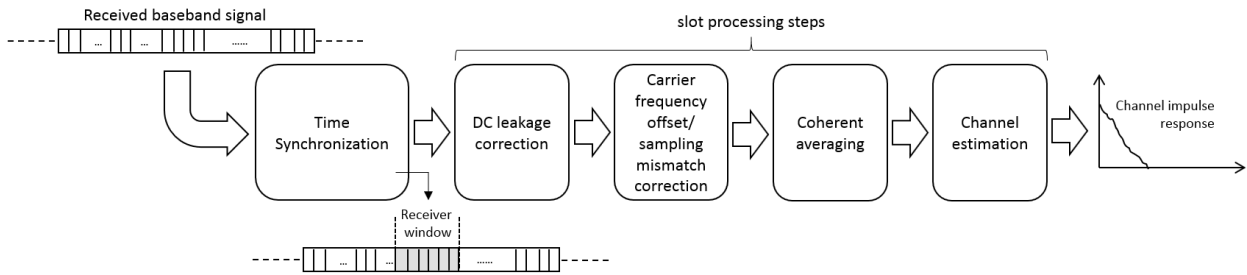 Received baseband signal
... ... ......
slot processing steps
Time
Synchronization
DC leakage
correction
Carrier
frequency
offset/
sampling
mismatch
correction
Coherent
averaging
Channel
estimation
Channel impulse
response
Receiver
window
... ... ......